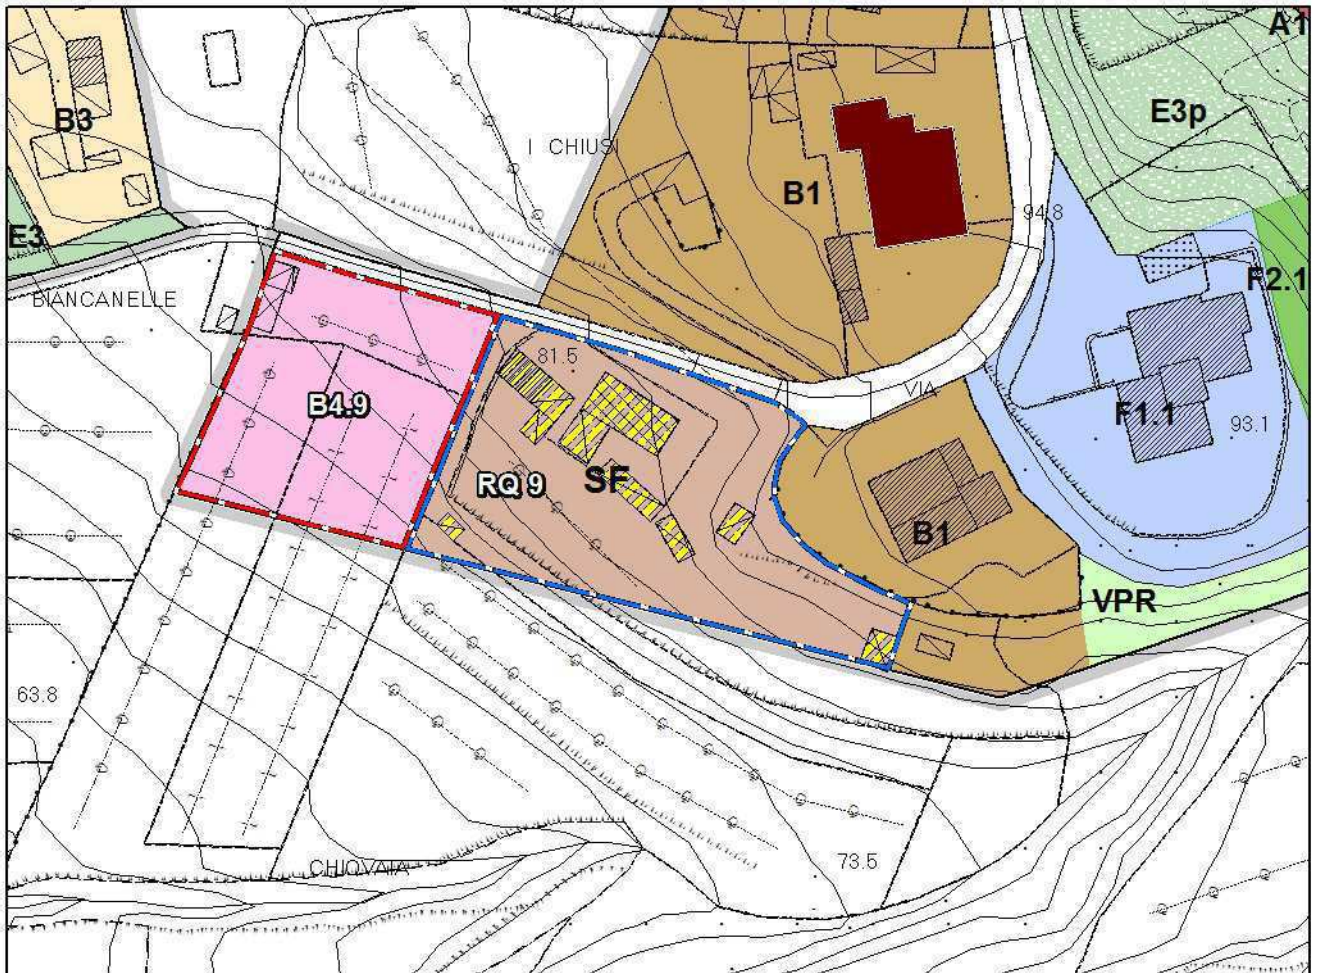 A1
B3
E3p
I CHIUSI
B1
94.8
E3
F2.1
BIANCANELLE
81.5
VIA
B4.9
F1.1
93.1
RQ 9
SF
B1
VPR
63.8
73.5
CHIOVAIA